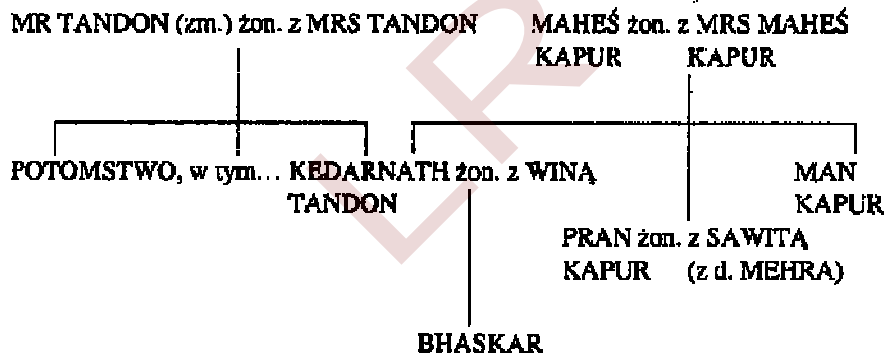 MR TANDON (zm.) żon. z MRS TANDON
MAHEŚ żon. z MRS MAHEŚ
KAPUR KAPUR
POTOMSTWO, w tym... KEDARNATH żon. z WINĄ
TANDON
MAN
KAPUR
PRAN żon. z SAWITĄ
KAPUR (z d. MEHRA)
BHASKAR
LR